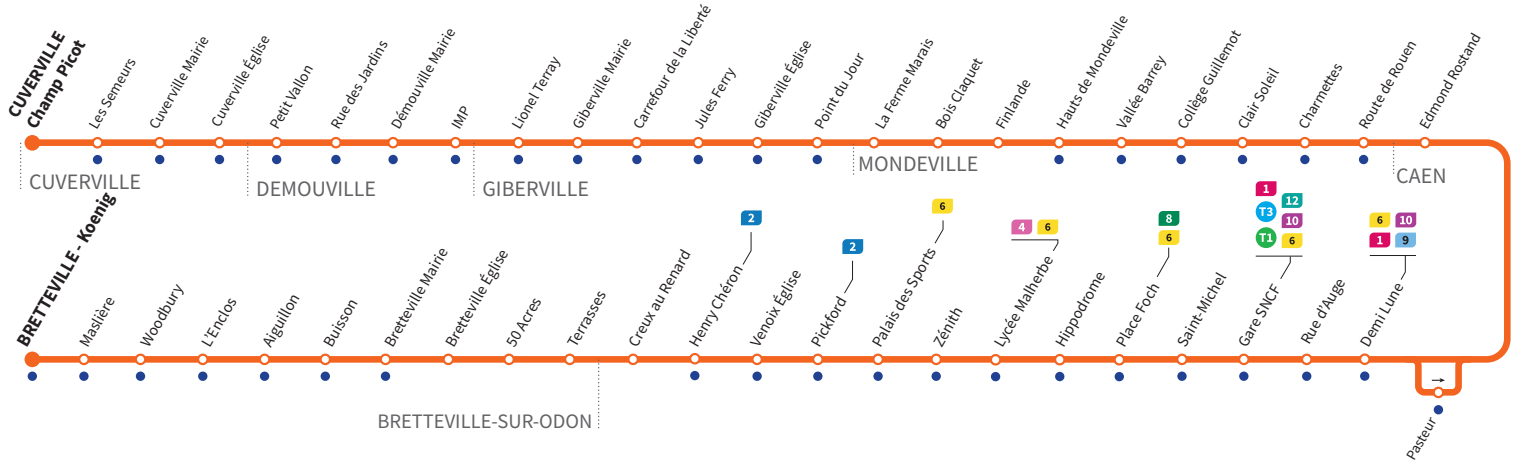 CUVERVILLE
Champ Picot
Les Semeurs
Cuverville Mairie
Cuverville Église
Petit Vallon
Rue des Jardins
Démouville Mairie
IMP
Lionel Terray
Giberville Mairie
Carrefour de la Liberté
Jules Ferry
Giberville Église
Point du Jour
La Ferme Marais
Bois Claquet
Finlande
Hauts de Mondeville
Vallée Barrey
Collège Guillemot
Clair Soleil
Charmettes
Route de Rouen
Edmond Rostand
CUVERVILLE
DEMOUVILLE
GIBERVILLE
MONDEVILLE
CAEN
BRETTEVILLE - Koenig
Maslière
Woodbury
L'Enclos
Aiguillon
Buisson
Bretteville Mairie
Bretteville Église
50 Acres
Terrasses
Creux au Renard
Henry Chéron
2
Venoix Église
Pickford
2
Palais des Sports
6
Zénith
Lycée Malherbe
4 6
Hippodrome
Place Foch
8
6
Saint-Michel
Gare SNCF
1
12
T3
10
T1
6
Rue d'Auge
Demi Lune
6 10
1 9
→
Pasteur
BRETTEVILLE-SUR-ODON